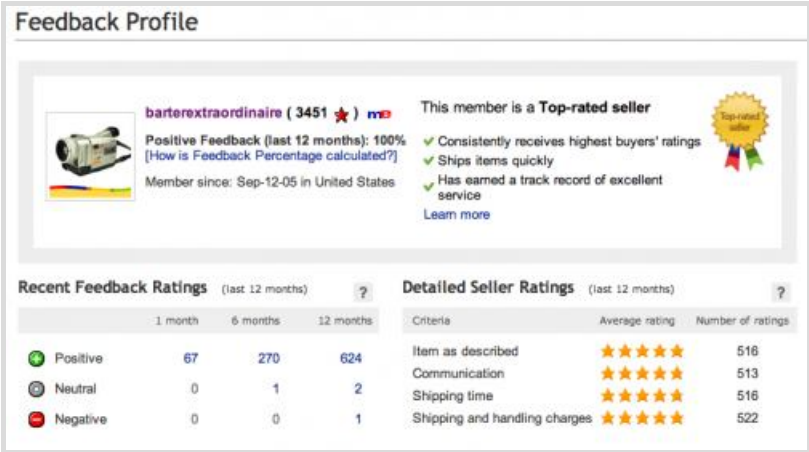 Feedback Profile
barterextraordinaire ( 3451 ) me
Positive Feedback (last 12 months): 100%
[How is Feedback Percentage calculated?]
Member since: Sep-12-05 in United States
This member is a Top-rated seller
Consistently receives highest buyers' ratings
Ships items quickly
Has earned a track record of excellent
service
Learn more
Top-rated
seller
Recent Feedback Ratings (last 12 months) ?
1 month 6 months 12 months
Positive 67 270 624
Neutral 0 1 2
Negative 0 0 1
Detailed Seller Ratings (last 12 months) ?
Criteria Average rating Number of ratings
Item as described 516
Communication 513
Shipping time 516
Shipping and handling charges 522